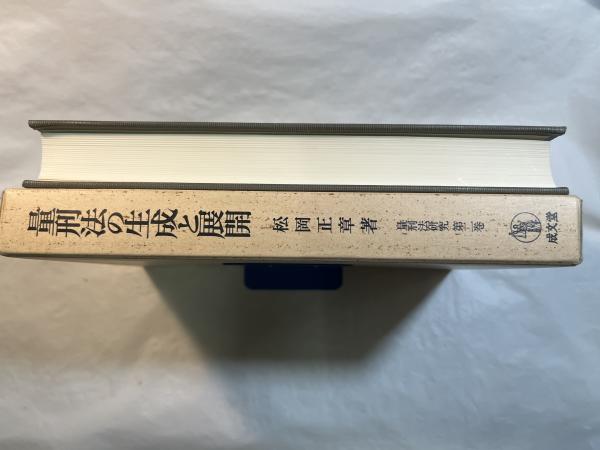 量刑法の生成と展開
松岡正章著
量刑法研究第二巻
成文堂